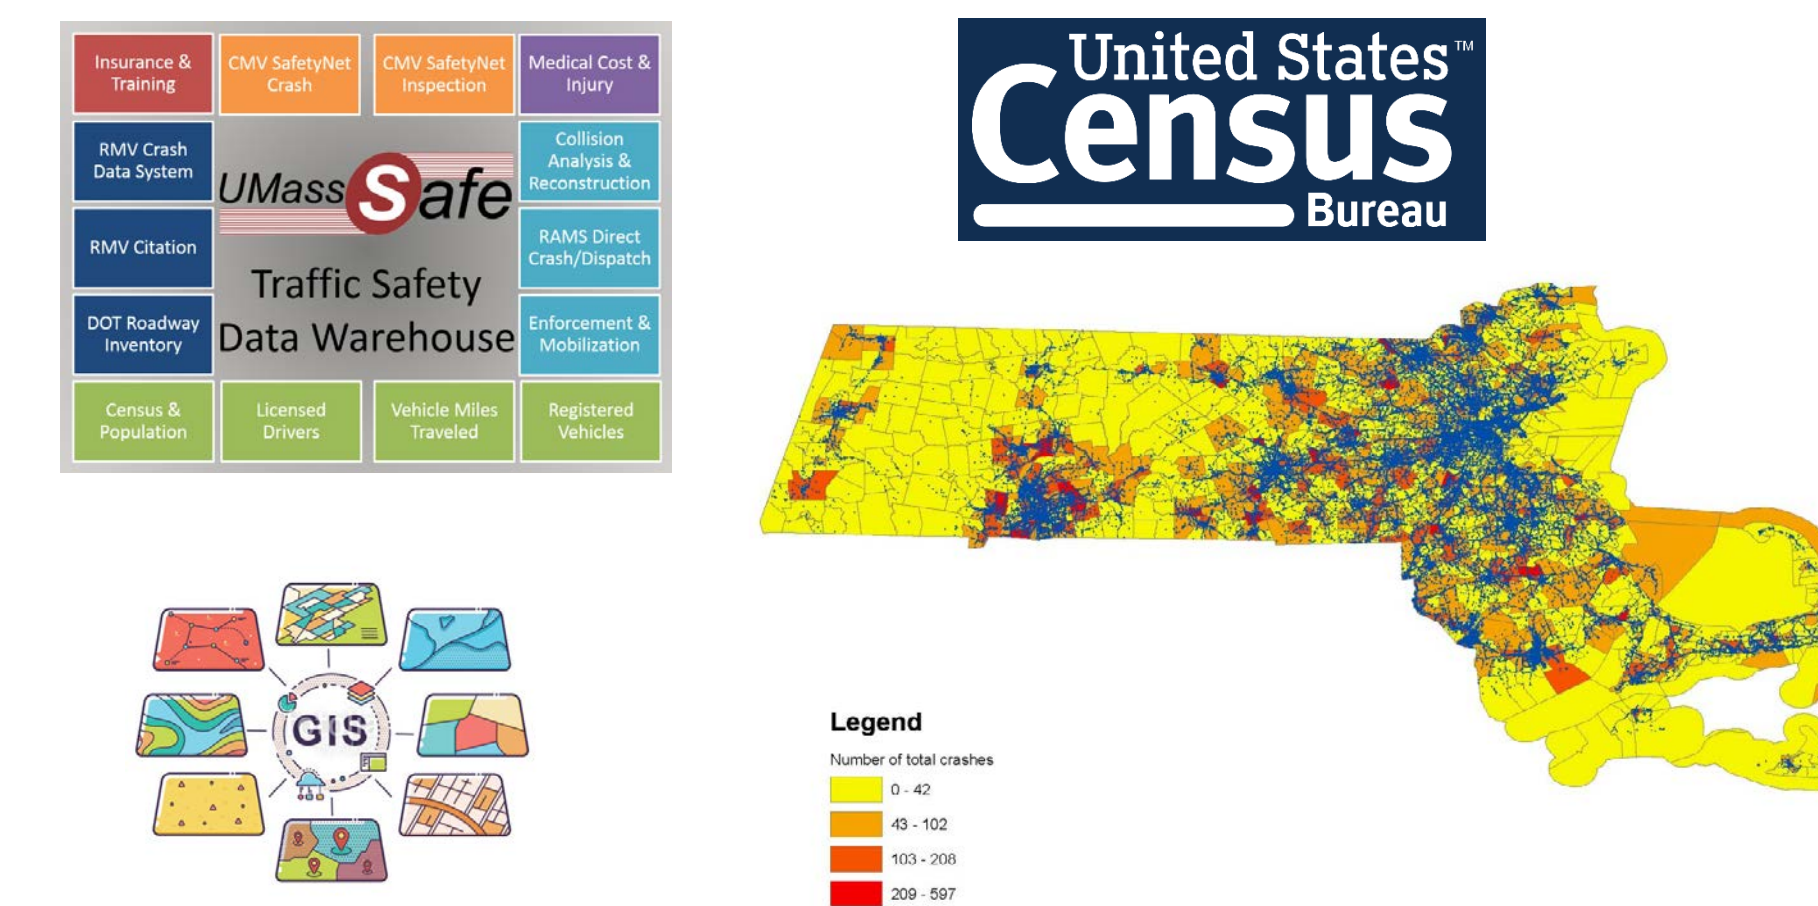 Insurance &
Training
CMV SafetyNet
Crash
CMV SafetyNet
Inspection
Medical Cost &
Injury
RMV Crash
Data System
Collision
Analysis &
Reconstruction
UMassSafe
RMV Citation
RAMS Direct
Crash/Dispatch
Traffic Safety
Data Warehouse
DOT Roadway
Inventory
Enforcement &
Mobilization
Census &
Population
Licensed
Drivers
Vehicle Miles
Traveled
Registered
Vehicles
United States™
Census
Bureau
GIS
Legend
Number of total crashes
0 - 42
43 - 102
103 - 208
209 - 597